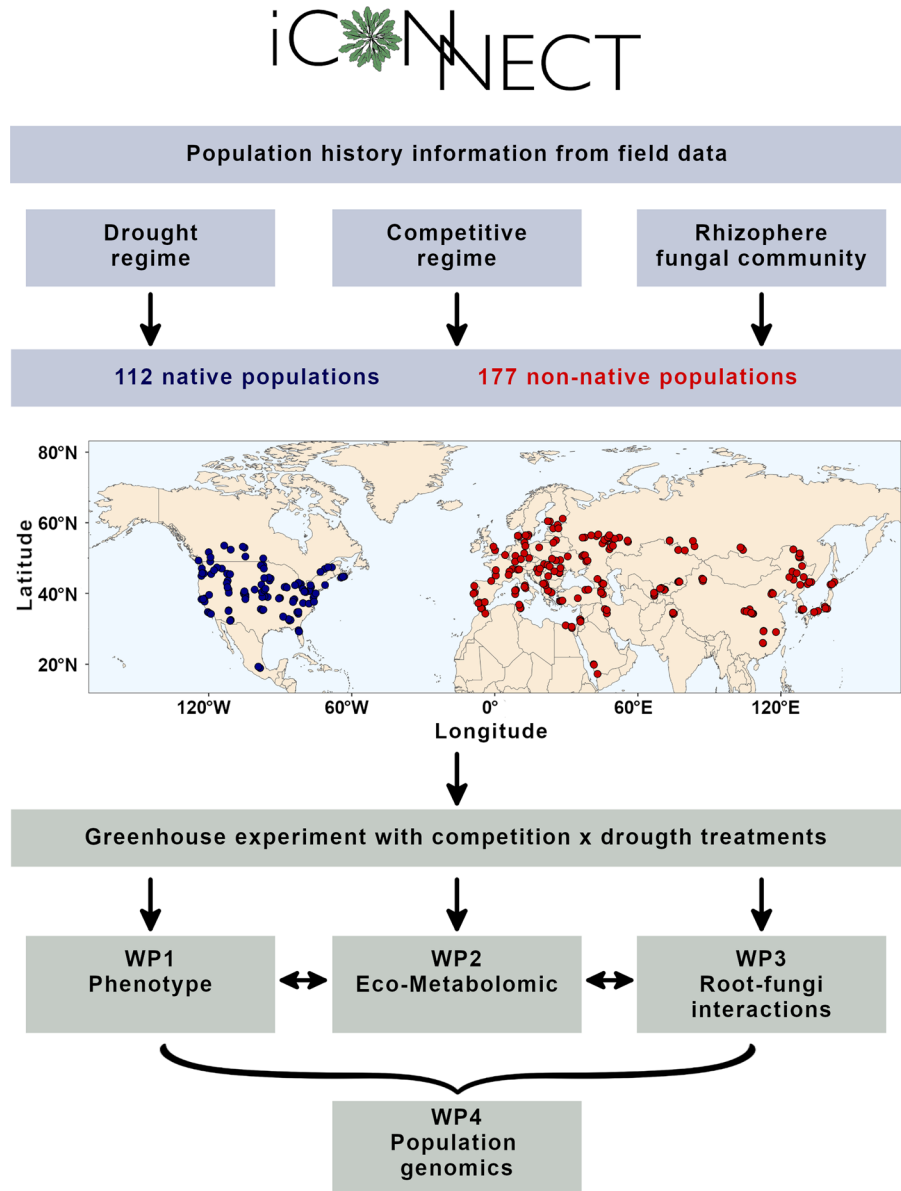 iCONNECT
Population history information from field data
Drought
regime
Competitive
regime
Rhizophere
fungal community
112 native populations
177 non-native populations
80°N
60°N
40°N
20°N
Latitude
120°W
60°W
0°
60°E
120°E
Longitude
Greenhouse experiment with competition x drougth treatments
WP1
Phenotype
WP2
Eco-Metabolomic
WP3
Root-fungi
interactions
WP4
Population
genomics